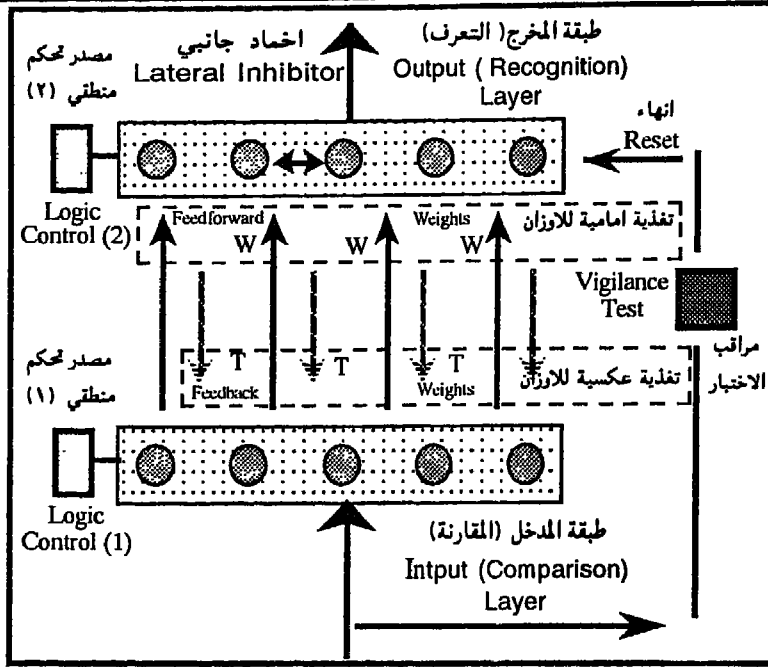 اخماد جانبي
Lateral Inhibitor
طبقة المخرج( التعرف)
Output ( Recognition)
Layer
مصدر تحكم
منطقي (٢)
انهاء
Reset
Logic
Control (2)
Feedforward
Weights
تغذية امامية للاوزان
W
W
W
Vigilance
Test
مراقب
الاختبار
مصدر تحكم
منطقي (١)
T
T
T
Feedback
Weights
تغذية عكسية للاوزان
Logic
Control (1)
طبقة المدخل (المقارنة)
Intput (Comparison)
Layer